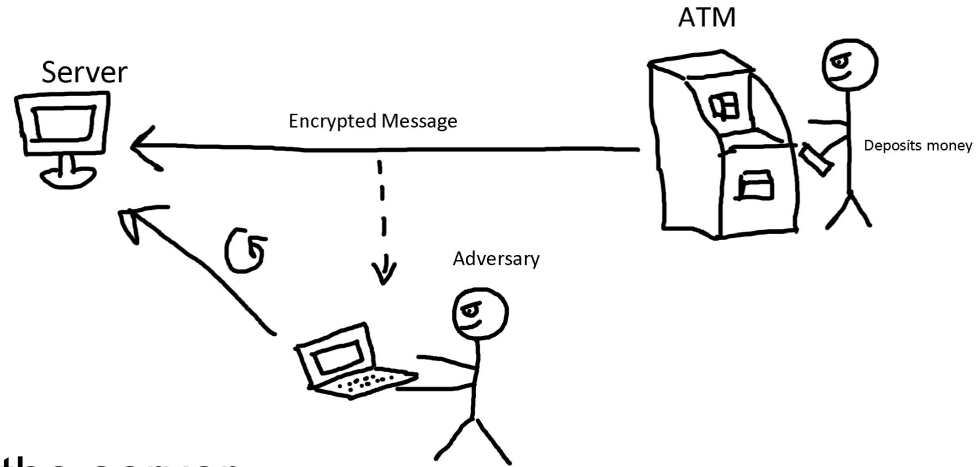 ATM
Server
Encrypted Message
Deposits money
Adversary